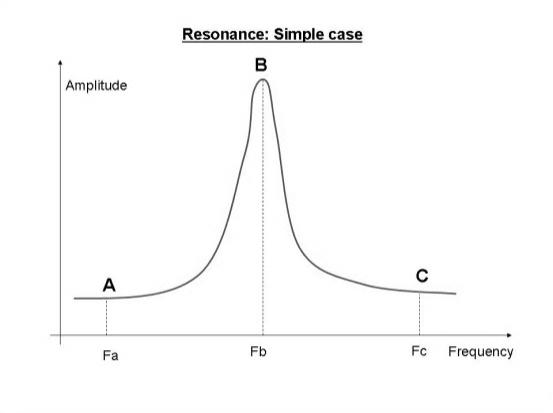 Resonance: Simple case
B
Amplitude
A
C
Fa
Fb
Fc
Frequency